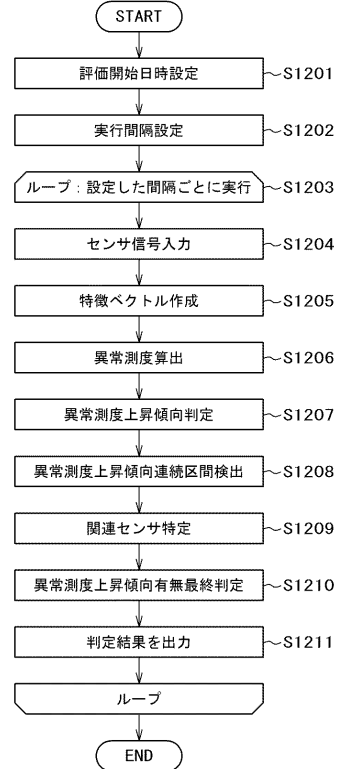 START
評価開始日時設定 S1201
実行間隔設定 S1202
ループ：設定した間隔ごとに実行 S1203
センサ信号入力 S1204
特徴ベクトル作成 S1205
異常測度算出 S1206
異常測度上昇傾向判定 S1207
異常測度上昇傾向連続区間検出 S1208
関連センサ特定 S1209
異常測度上昇傾向有無最終判定 S1210
判定結果を出力 S1211
ループ
END